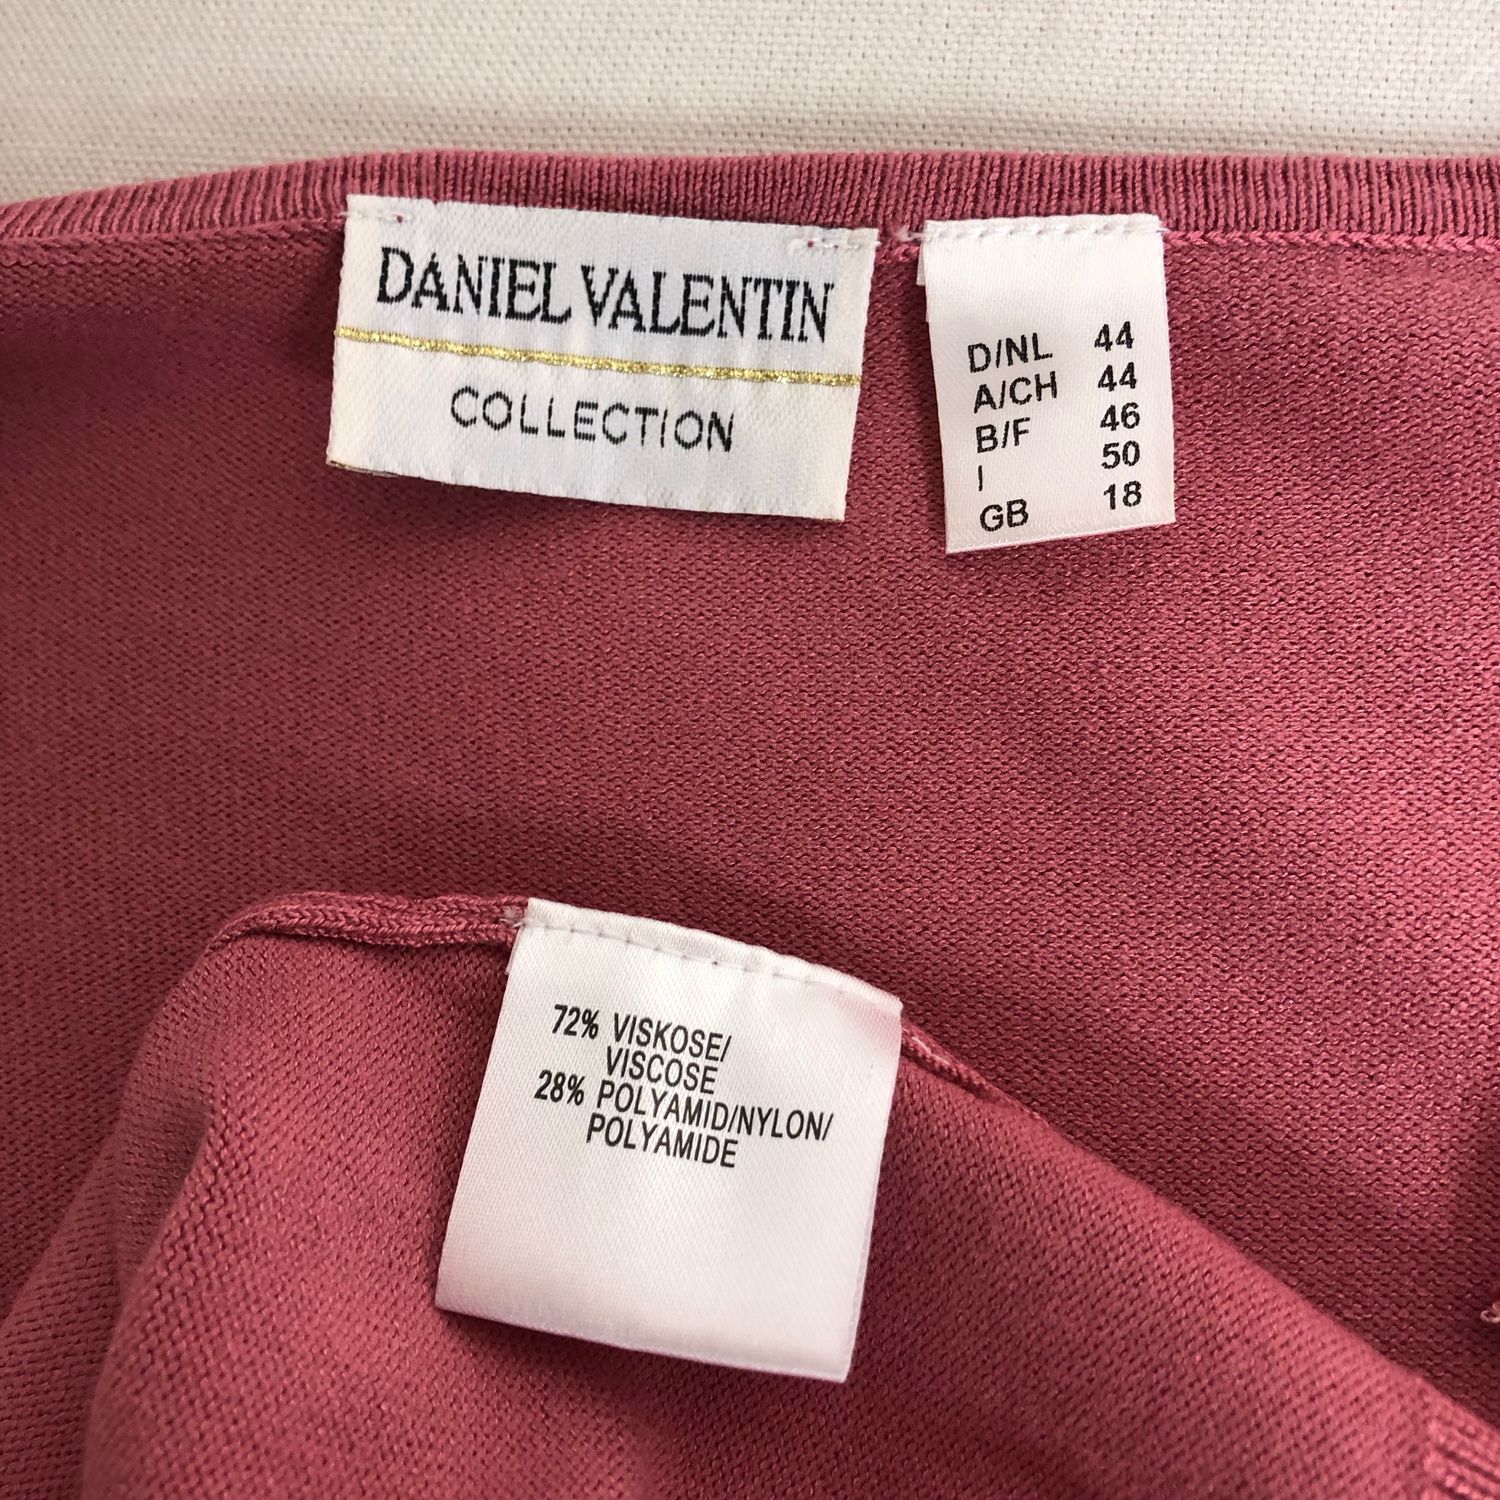 DANIEL VALENTIN
COLLECTION
D/NL 44
A/CH 44
B/F 46
I 50
GB 18
72% VISKOSE/
VISCOSE
28% POLYAMID/NYLON/
POLYAMIDE